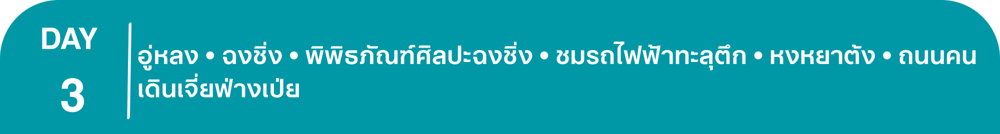 DAY
3
อู่หลง • ฉงชิ่ง • พิพิธภัณฑ์ศิลปะฉงชิ่ง • ชมรถไฟฟ้าทะลุตึก • หงหยาต้ง • ถนนคน
เดินเจี่ยฟ่างเป่ย